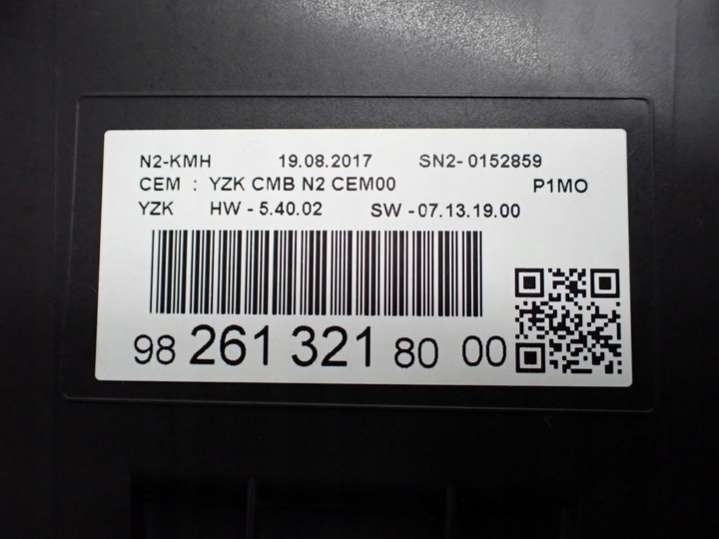 N2-KMH 19.08.2017 SN2- 0152859
CEM : YZK CMB N2 CEM00 P1MO
YZK HW - 5.40.02 SW - 07.13.19.00
98 261 321 80 00